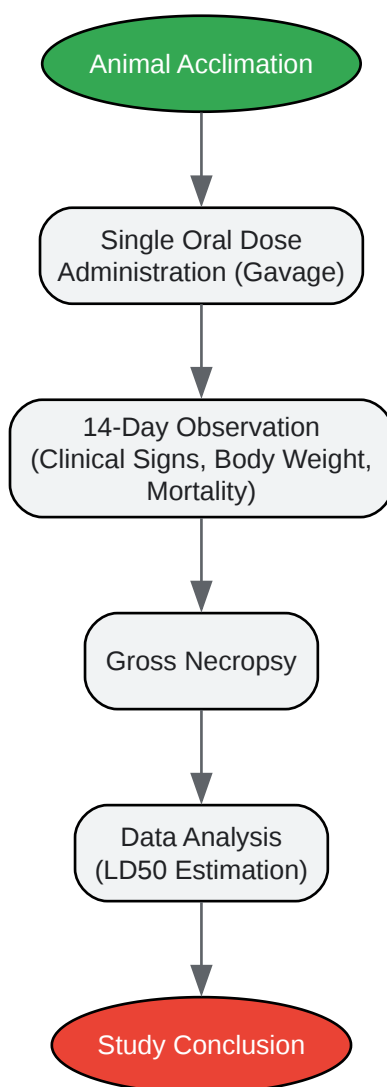 Animal Acclimation
Single Oral Dose
Administration (Gavage)
14-Day Observation
(Clinical Signs, Body Weight,
Mortality)
Gross Necropsy
Data Analysis
(LD50 Estimation)
Study Conclusion